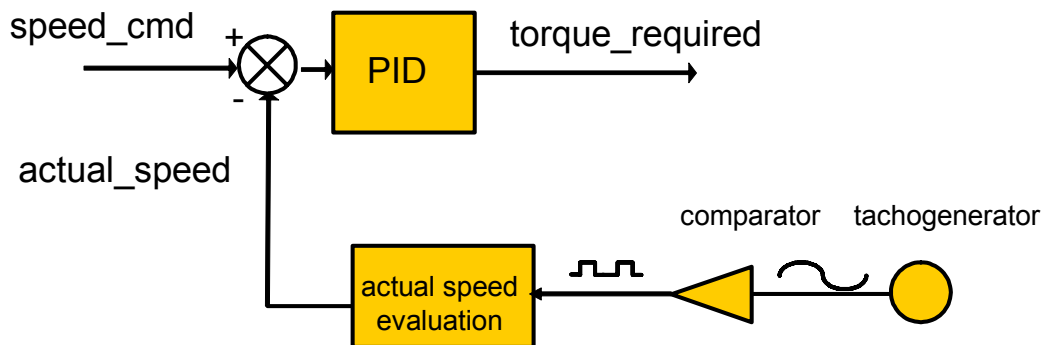 speed_cmd
+
PID
torque_required
-
actual_speed
comparator
tachogenerator
actual speed
evaluation